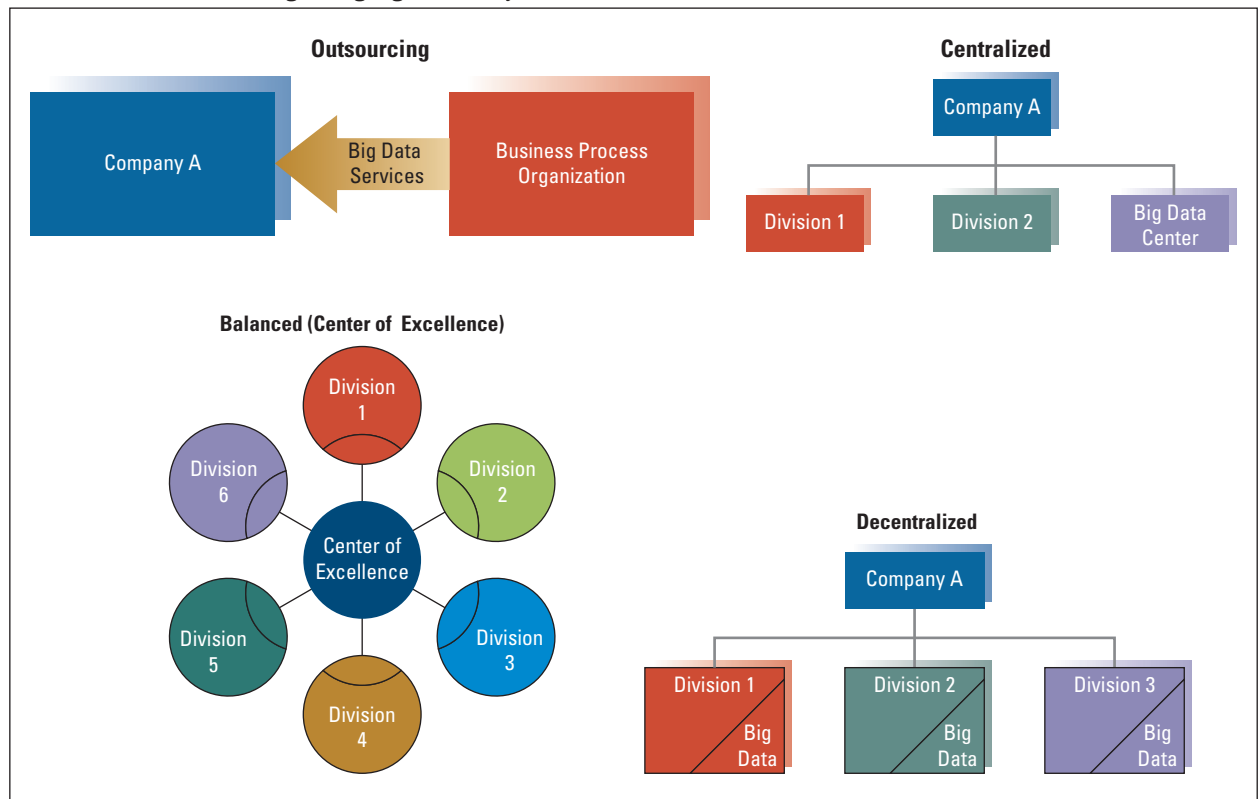 Outsourcing
Company A
Big Data
Services
Business Process
Organization
Centralized
Company A
Division 1
Division 2
Big Data
Center
Balanced (Center of Excellence)
Division
1
Division
2
Division
3
Division
4
Division
5
Division
6
Center of
Excellence
Decentralized
Company A
Division 1
Big
Data
Division 2
Big
Data
Division 3
Big
Data